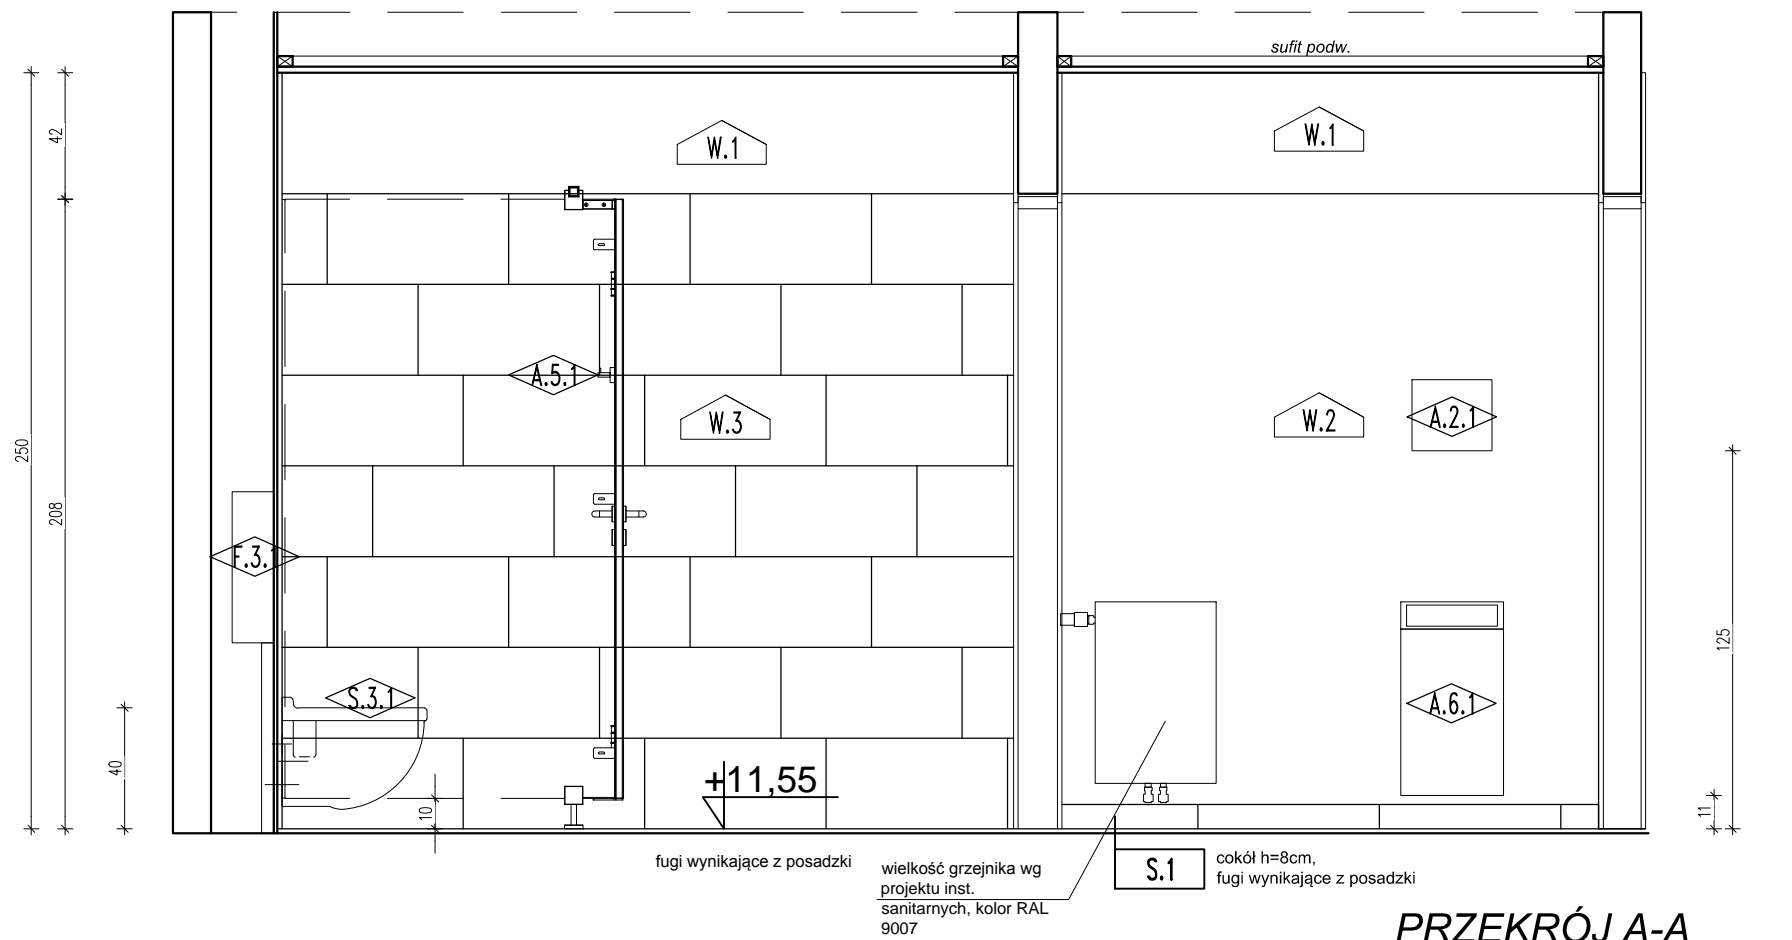 sufit podw.
42
W.1
W.1
A.5.1
W.3
W.2
A.2.1
250
208
F.3.1
125
S.3.1
A.6.1
40
+11,55
10
11
fugi wynikające z posadzki
wielkość grzejnika wg
projektu inst.
sanitarnych, kolor RAL
9007
S.1
cokół h=8cm,
fugi wynikające z posadzki
PRZEKRÓJ A-A